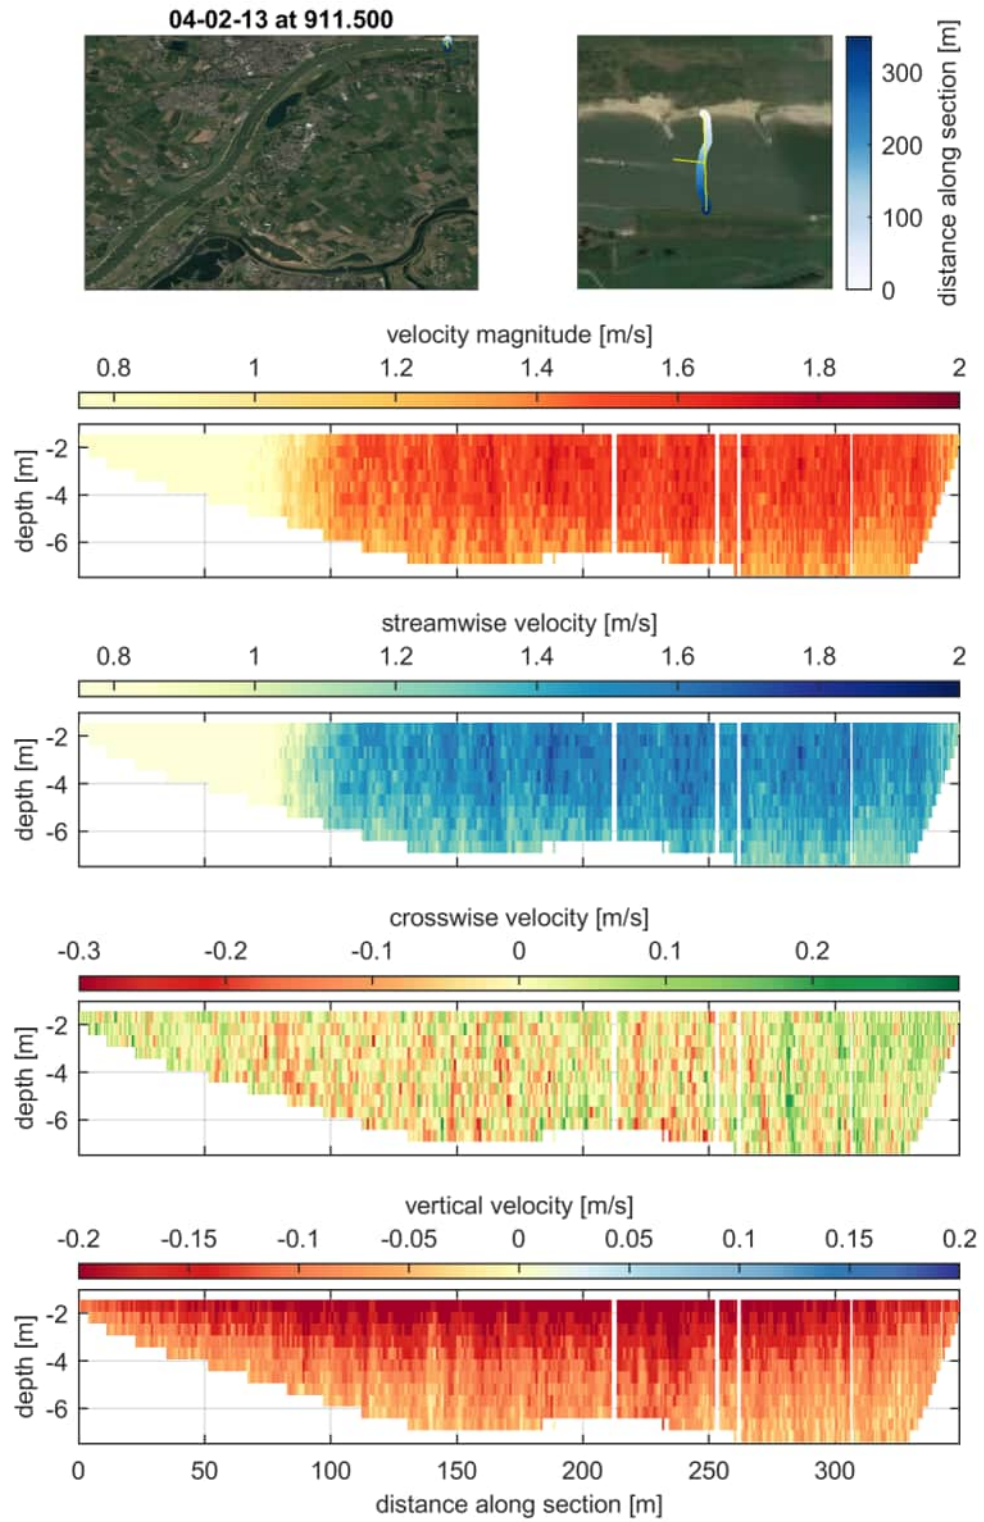 04-02-13 at 911.500
distance along section [m]
300
200
100
0
velocity magnitude [m/s]
0.8 1 1.2 1.4 1.6 1.8 2
depth [m]
-2
-4
-6
streamwise velocity [m/s]
0.8 1 1.2 1.4 1.6 1.8 2
depth [m]
-2
-4
-6
crosswise velocity [m/s]
-0.3 -0.2 -0.1 0 0.1 0.2
depth [m]
-2
-4
-6
vertical velocity [m/s]
-0.2 -0.15 -0.1 -0.05 0 0.05 0.1 0.15 0.2
depth [m]
-2
-4
-6
0 50 100 150 200 250 300
distance along section [m]